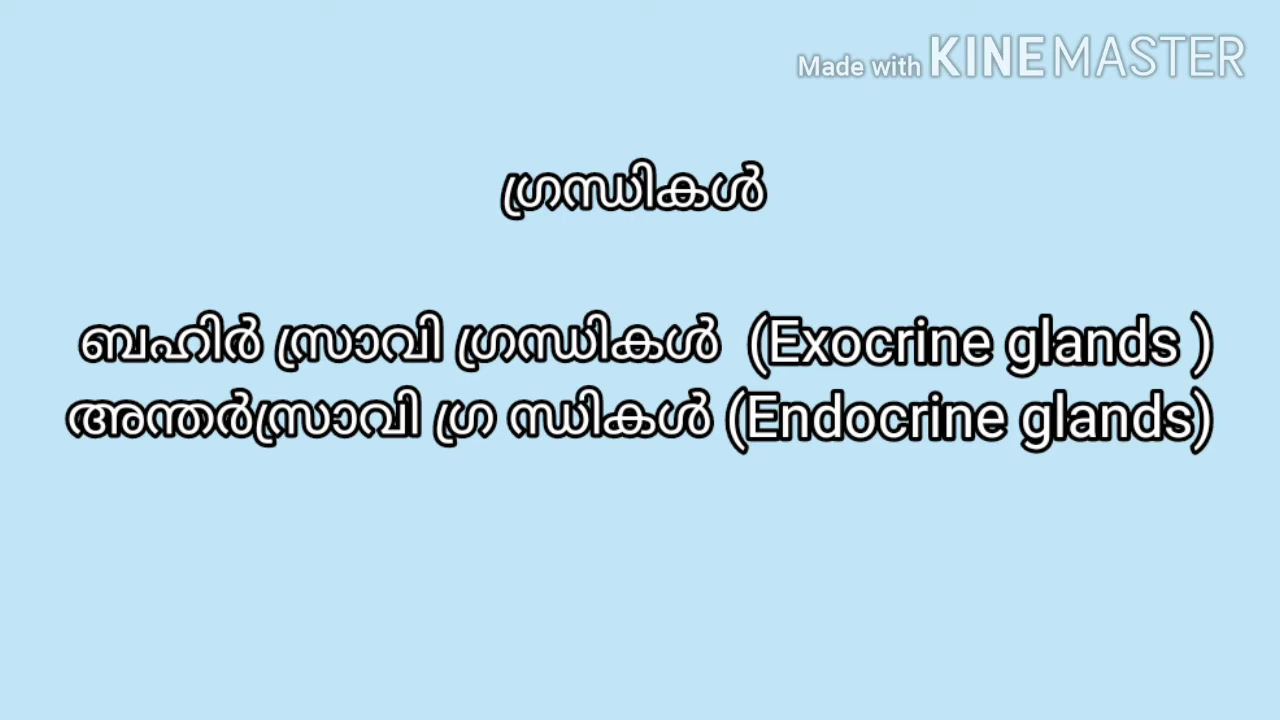 Made with KINEMASTER
ഗ്രന്ധികൾ
ബഹിർ സ്രാവി ഗ്രന്ധികൾ (Exocrine glands )
അന്തർസ്രാവി ഗ്ര ന്ധികൾ (Endocrine glands)